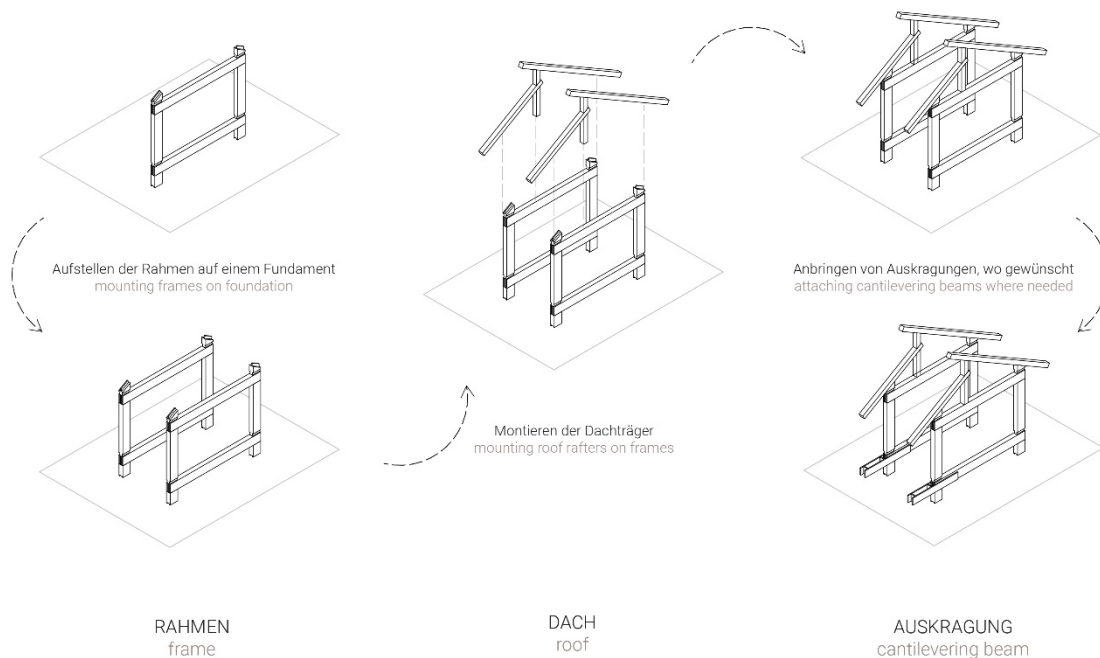 Aufstellen der Rahmen auf einem Fundament
mounting frames on foundation
Montieren der Dachträger
mounting roof rafters on frames
Anbringen von Auskragungen, wo gewünscht
attaching cantilevering beams where needed
RAHMEN
frame
DACH
roof
AUSKRAGUNG
cantilevering beam